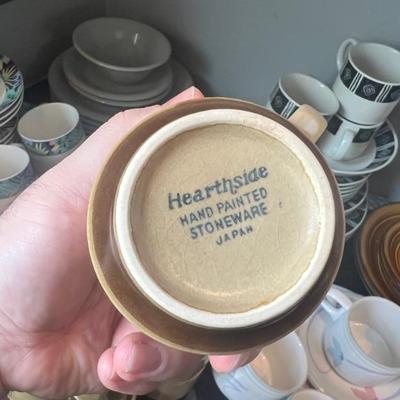 Hearthside
HAND PAINTED
STONEWARE
JAPAN